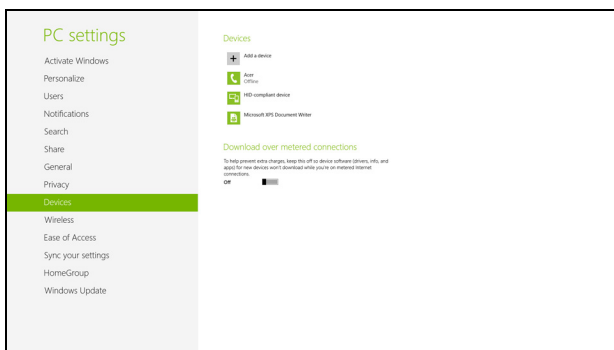 PC settings
Activate Windows
Personalize
Users
Notifications
Search
Share
General
Privacy
Devices
Wireless
Ease of Access
Sync your settings
HomeGroup
Windows Update
Devices
Add a device
Acer
Offline
HID-compliant device
Microsoft XPS Document Writer
Download over metered connections
To help prevent extra charges, keep this off so device software (drivers, info, and
apps) for new devices won't download while you're on metered Internet
connections.
Off